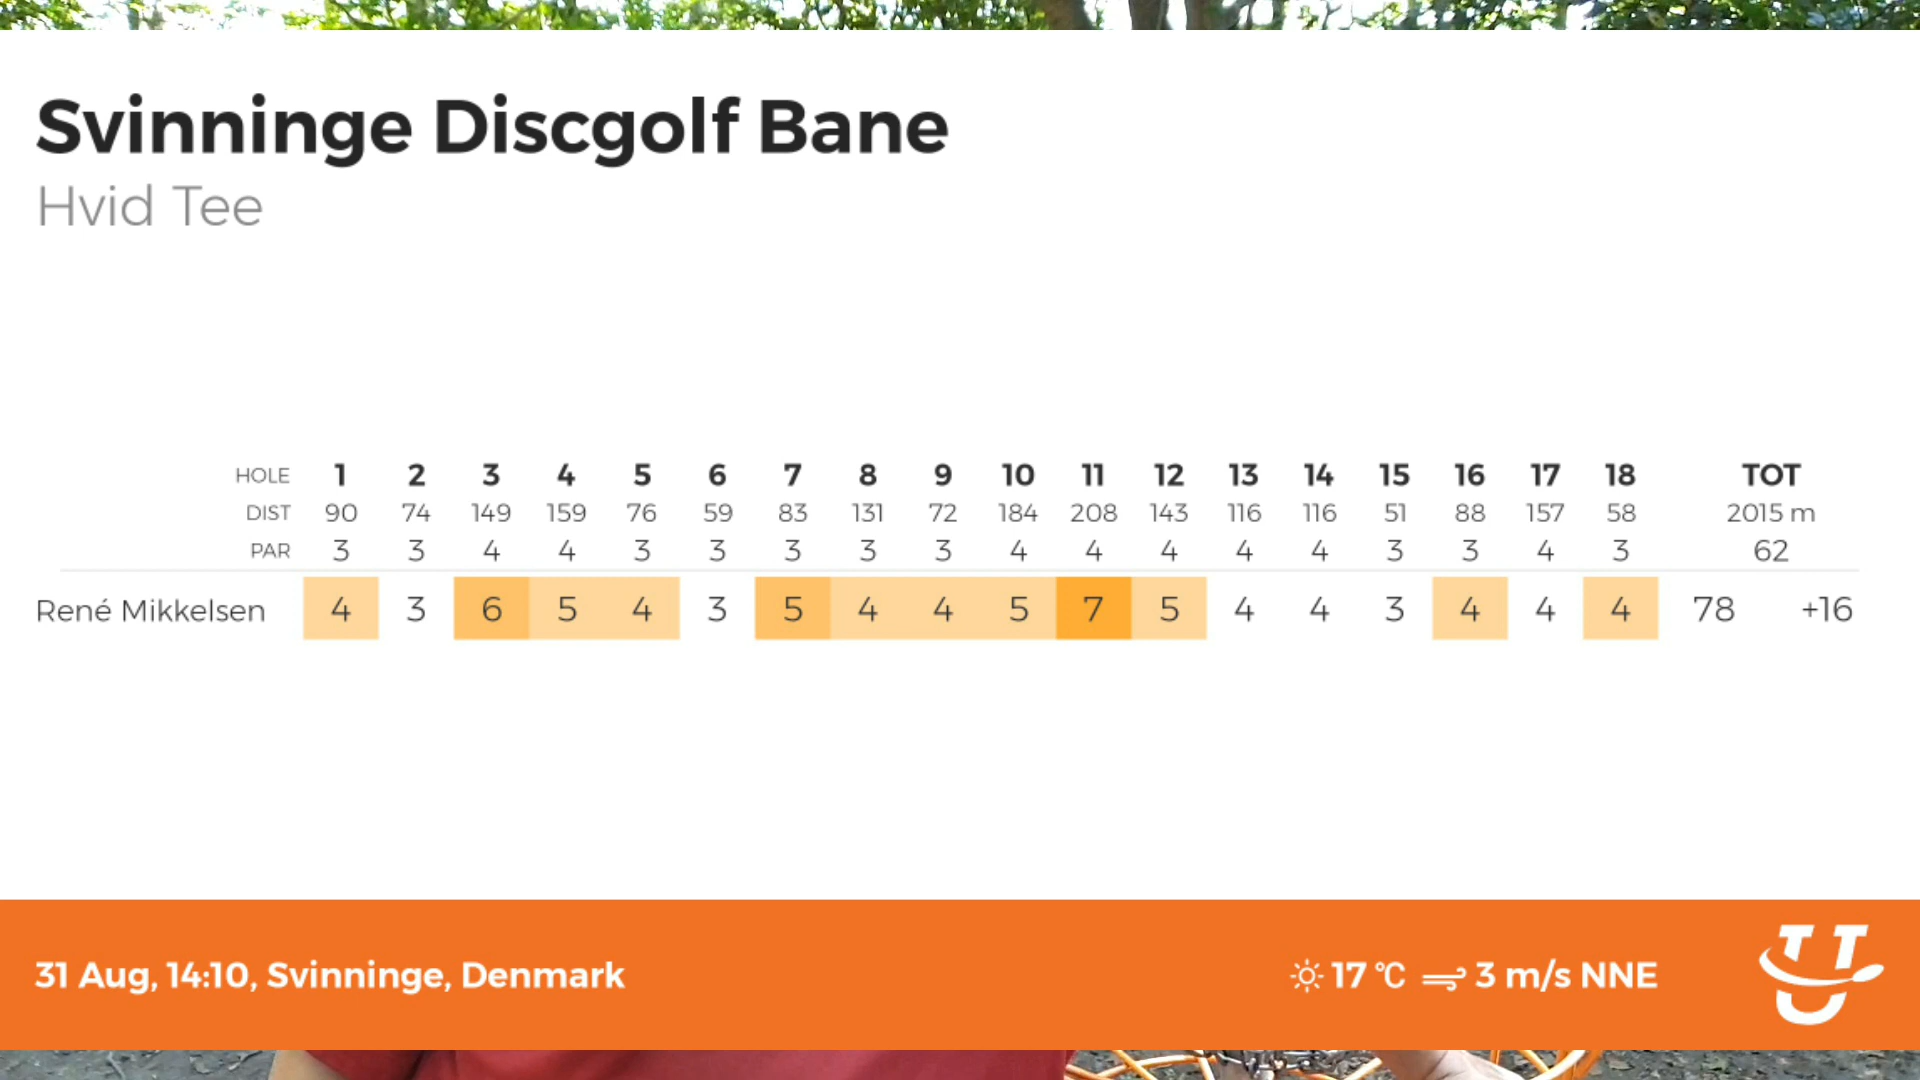 Svinninge Discgolf Bane
Hvid Tee
HOLE 1 2 3 4 5 6 7 8 9 10 11 12 13 14 15 16 17 18 TOT
DIST 90 74 149 159 76 59 83 131 72 184 208 143 116 116 51 88 157 58 2015 m
PAR 3 3 4 4 3 3 3 3 3 4 4 4 4 4 3 3 4 3 62
René Mikkelsen 4 3 6 5 4 3 5 4 4 5 7 5 4 4 3 4 4 4 78 +16
31 Aug, 14:10, Svinninge, Denmark 17 °C 3 m/s NNE